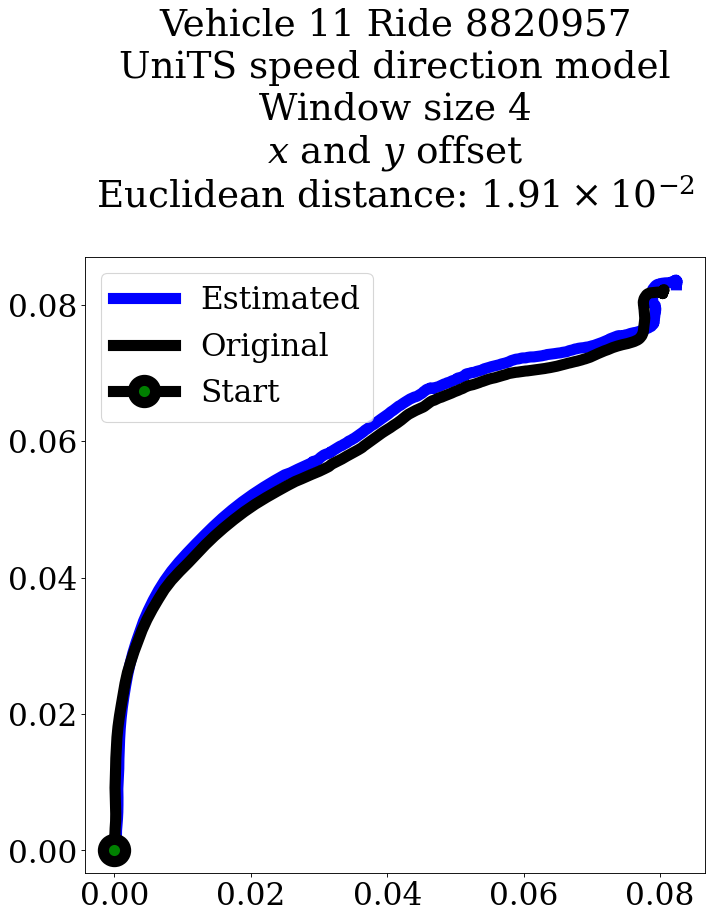 Vehicle 11 Ride 8820957
UniTS speed direction model
Window size 4
x and y offset
Euclidean distance: 1.91 × 10⁻²
Estimated
Original
Start
0.08
0.06
0.04
0.02
0.00
0.00 0.02 0.04 0.06 0.08